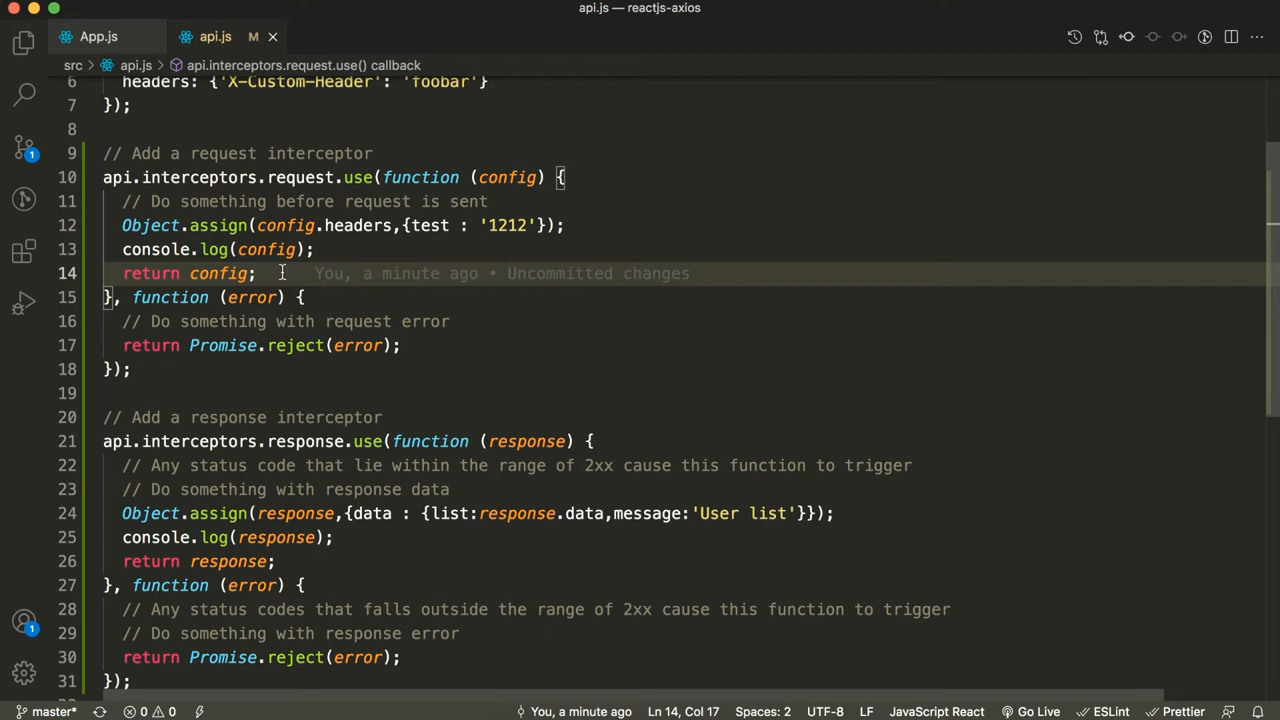 api.js — reactjs-axios
App.js api.js M
src > api.js > api.interceptors.request.use() callback
6 headers: {'X-Custom-Header': 'foobar'}
7 });
8
9 // Add a request interceptor
10 api.interceptors.request.use(function (config) {
11 // Do something before request is sent
12 Object.assign(config.headers,{test : '1212'});
13 console.log(config);
14 return config; You, a minute ago • Uncommitted changes
15 }, function (error) {
16 // Do something with request error
17 return Promise.reject(error);
18 });
19
20 // Add a response interceptor
21 api.interceptors.response.use(function (response) {
22 // Any status code that lie within the range of 2xx cause this function to trigger
23 // Do something with response data
24 Object.assign(response,{data : {list:response.data,message:'User list'}});
25 console.log(response);
26 return response;
27 }, function (error) {
28 // Any status codes that falls outside the range of 2xx cause this function to trigger
29 // Do something with response error
30 return Promise.reject(error);
31 });
1
1
master* 0 0 You, a minute ago Ln 14, Col 17 Spaces: 2 UTF-8 LF JavaScript React Go Live ESLint Prettier